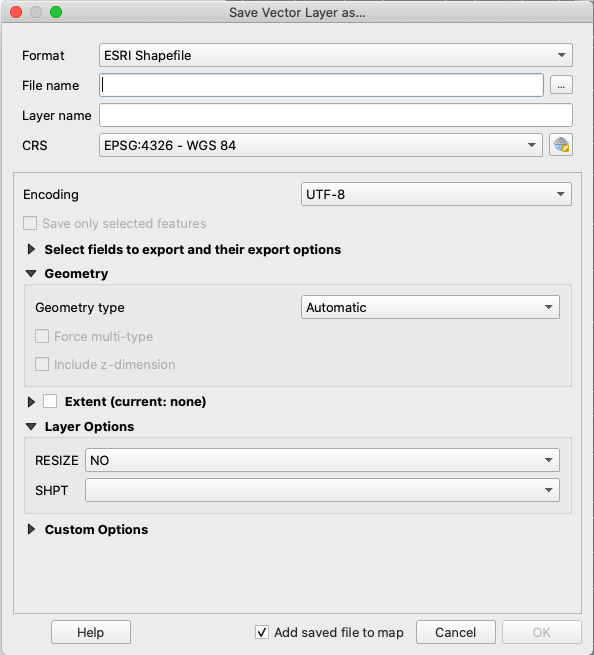 Save Vector Layer as...
Format ESRI Shapefile
File name ...
Layer name
CRS EPSG:4326 - WGS 84
Encoding UTF-8
Save only selected features
Select fields to export and their export options
Geometry
Geometry type Automatic
Force multi-type
Include z-dimension
Extent (current: none)
Layer Options
RESIZE NO
SHPT
Custom Options
Help Add saved file to map Cancel OK